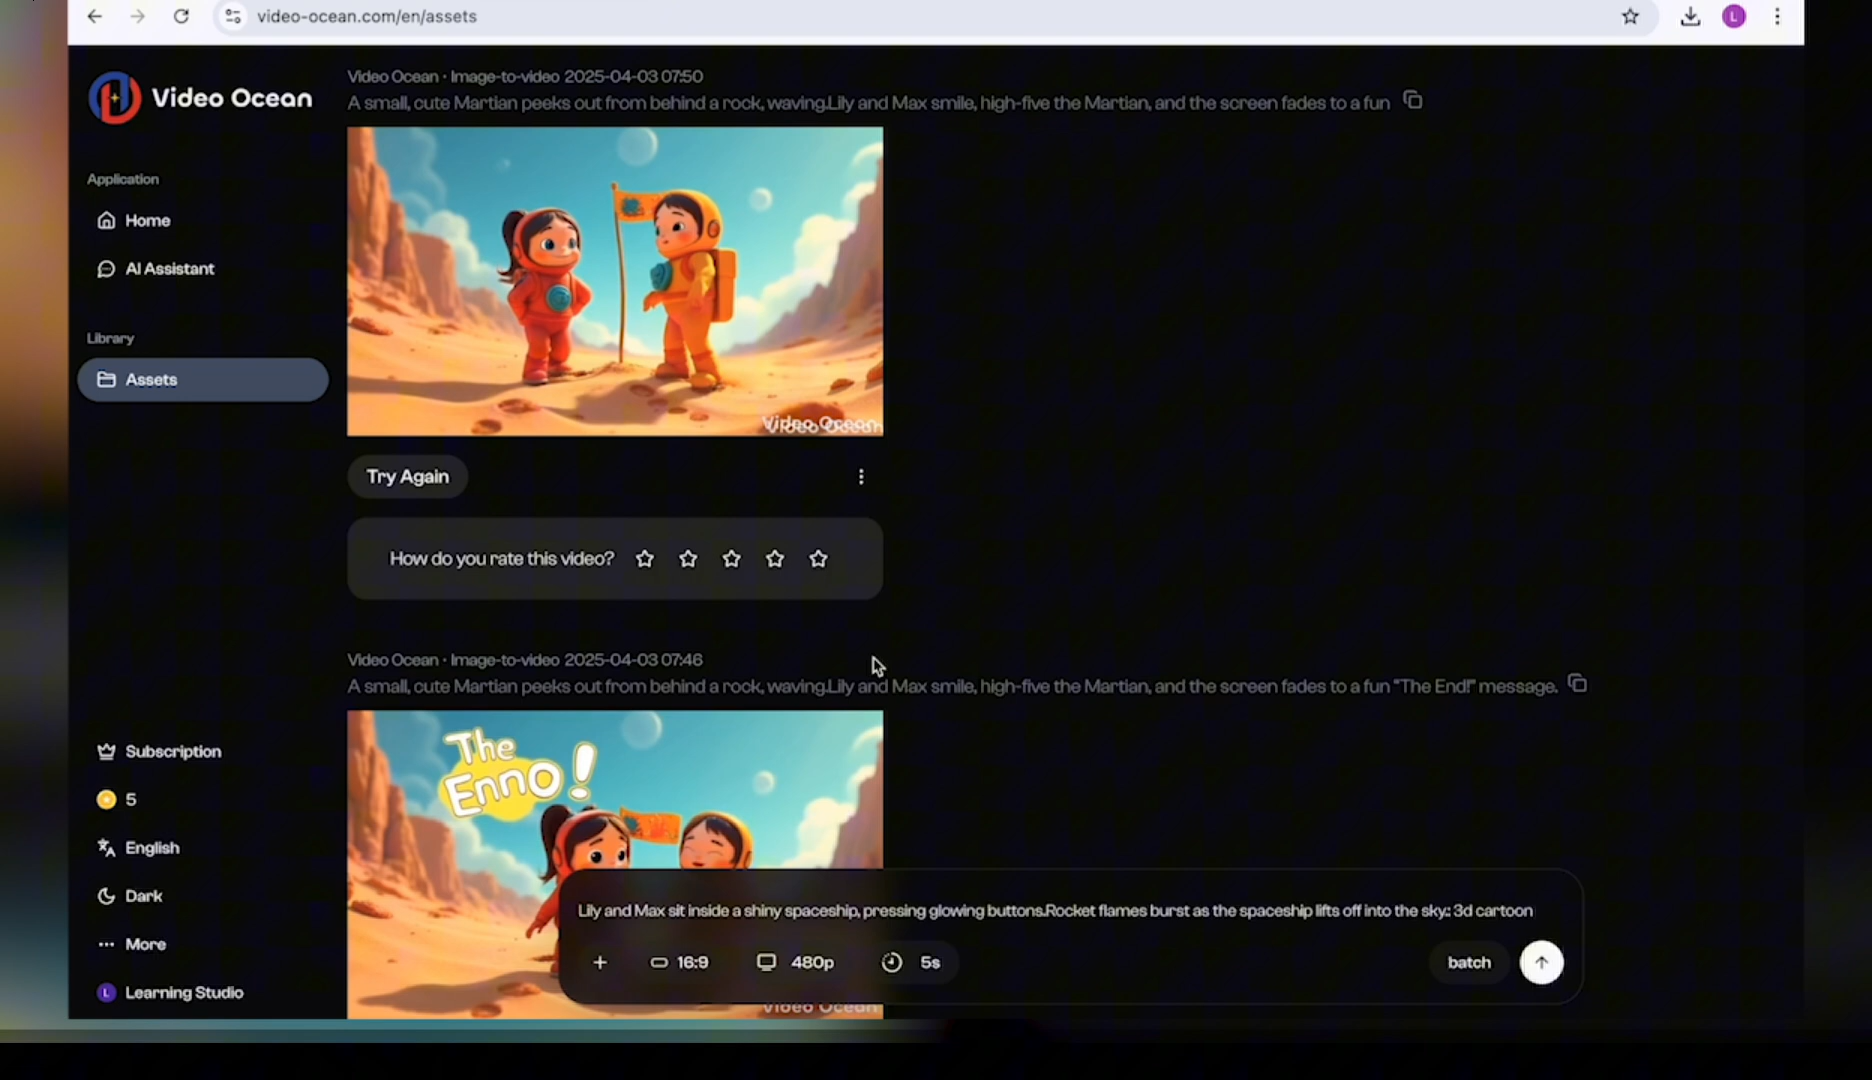 video-ocean.com/en/assets
L
Video Ocean
Application
Home
AI Assistant
Library
Assets
Subscription
5
English
Dark
More
L Learning Studio
Video Ocean · Image-to-video 2025-04-03 07:50
A small, cute Martian peeks out from behind a rock, waving.Lily and Max smile, high-five the Martian, and the screen fades to a fun
Video Ocean
Video Ocean
Try Again
How do you rate this video?
Video Ocean · Image-to-video 2025-04-03 07:46
A small, cute Martian peeks out from behind a rock, waving.Lily and Max smile, high-five the Martian, and the screen fades to a fun "The End!" message.
The
Enno!
Lily and Max sit inside a shiny spaceship, pressing glowing buttons.Rocket flames burst as the spaceship lifts off into the sky.: 3d cartoon
16:9 480p 5s batch
Video Ocean